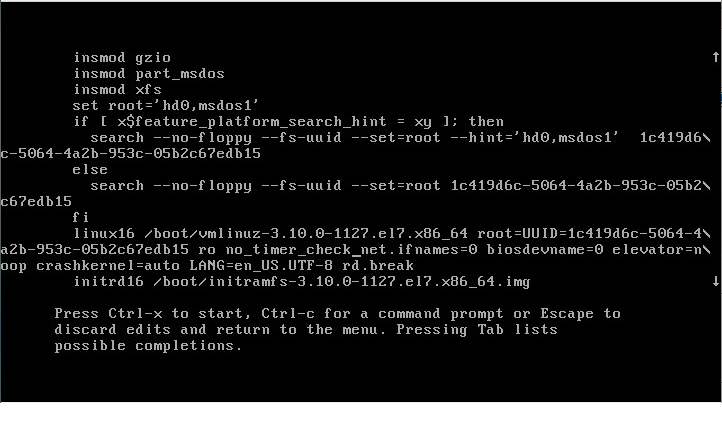 insmod gzio ↑
insmod part_msdos
insmod xfs
set root='hd0,msdos1'
if [ x$feature_platform_search_hint = xy ]; then
search --no-floppy --fs-uuid --set=root --hint='hd0,msdos1'  1c419d6\
c-5064-4a2b-953c-05b2c67edb15
else
search --no-floppy --fs-uuid --set=root 1c419d6c-5064-4a2b-953c-05b2\
c67edb15
fi
linux16 /boot/vmlinuz-3.10.0-1127.el7.x86_64 root=UUID=1c419d6c-5064-4\
a2b-953c-05b2c67edb15 ro no_timer_check_net.ifnames=0 biosdevname=0 elevator=n\
oop crashkernel=auto LANG=en_US.UTF-8 rd.break
initrd16 /boot/initramfs-3.10.0-1127.el7.x86_64.img ↓
Press Ctrl-x to start, Ctrl-c for a command prompt or Escape to
discard edits and return to the menu. Pressing Tab lists
possible completions.